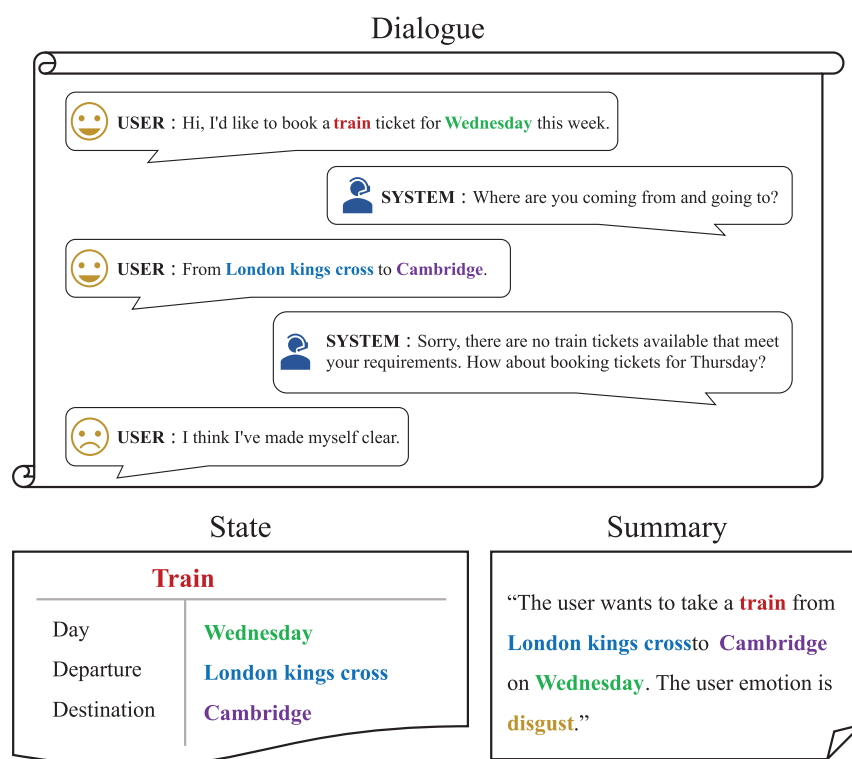 Dialogue
USER : Hi, I'd like to book a train ticket for Wednesday this week.
SYSTEM : Where are you coming from and going to?
USER : From London kings cross to Cambridge.
SYSTEM : Sorry, there are no train tickets available that meet
your requirements. How about booking tickets for Thursday?
USER : I think I've made myself clear.
State
Train
Day Wednesday
Departure London kings cross
Destination Cambridge
Summary
“The user wants to take a train from
London kings crossto Cambridge
on Wednesday. The user emotion is
disgust.”